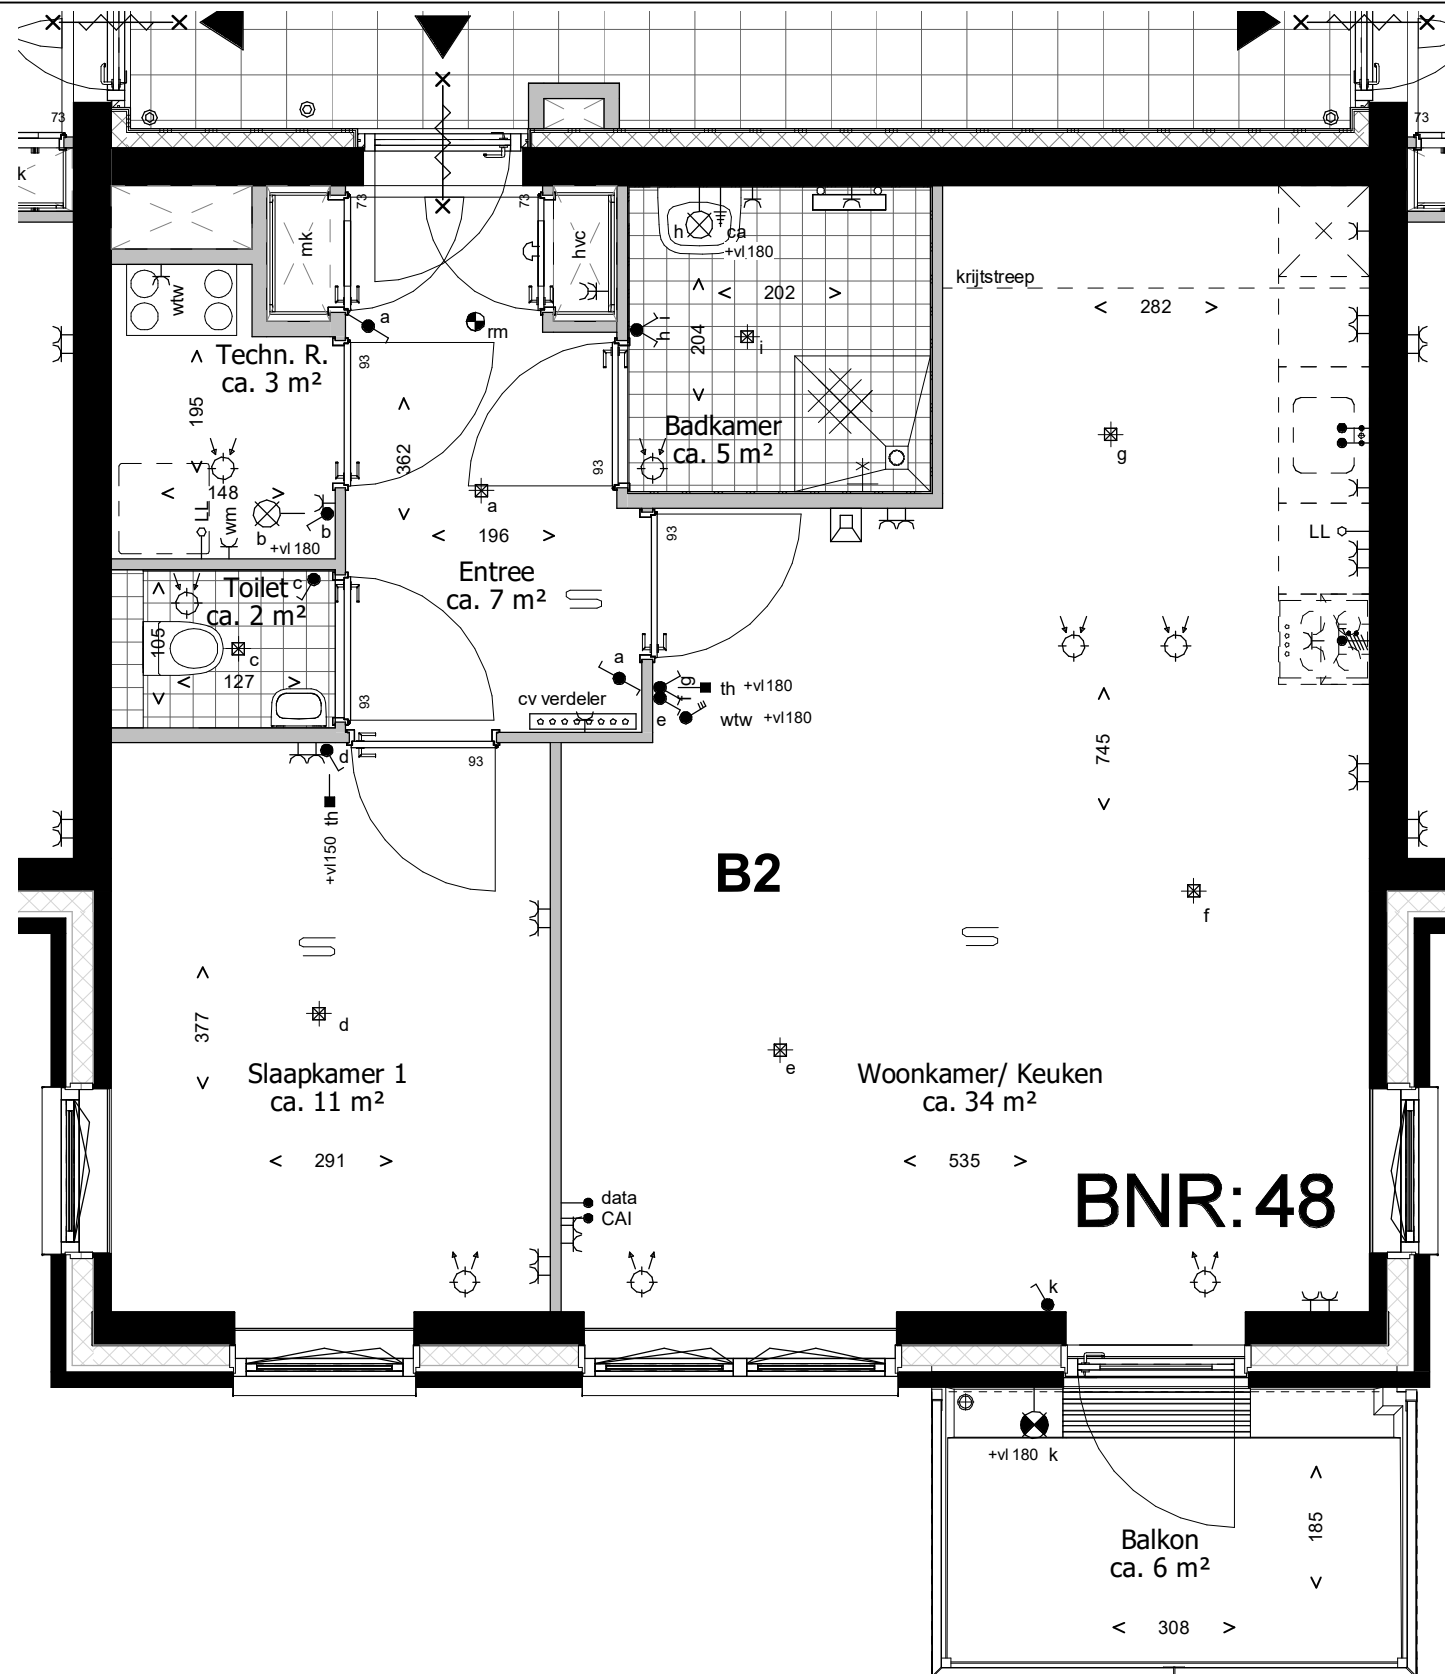 73
73
k
73
73
mk
hvc
h
ca
+vl 180
krijtstreep
wtw
a
rm
i
h
202
204
i
282
Techn. R.
ca. 3 m²
93
195
362
Badkamer
ca. 5 m²
93
g
148
LL
wm
b
+vl 180
b
a
196
93
LL
Entree
ca. 7 m²
Toilet
c
ca. 2 m²
105
c
127
93
a
cv verdeler
g
f
e
th +vl180
wtw +vl180
745
d
93
th
+vl150
B2
f
377
d
e
Slaapkamer 1
ca. 11 m²
Woonkamer/ Keuken
ca. 34 m²
291
535
data
CAI
BNR: 48
k
+vl 180 k
185
Balkon
ca. 6 m²
308